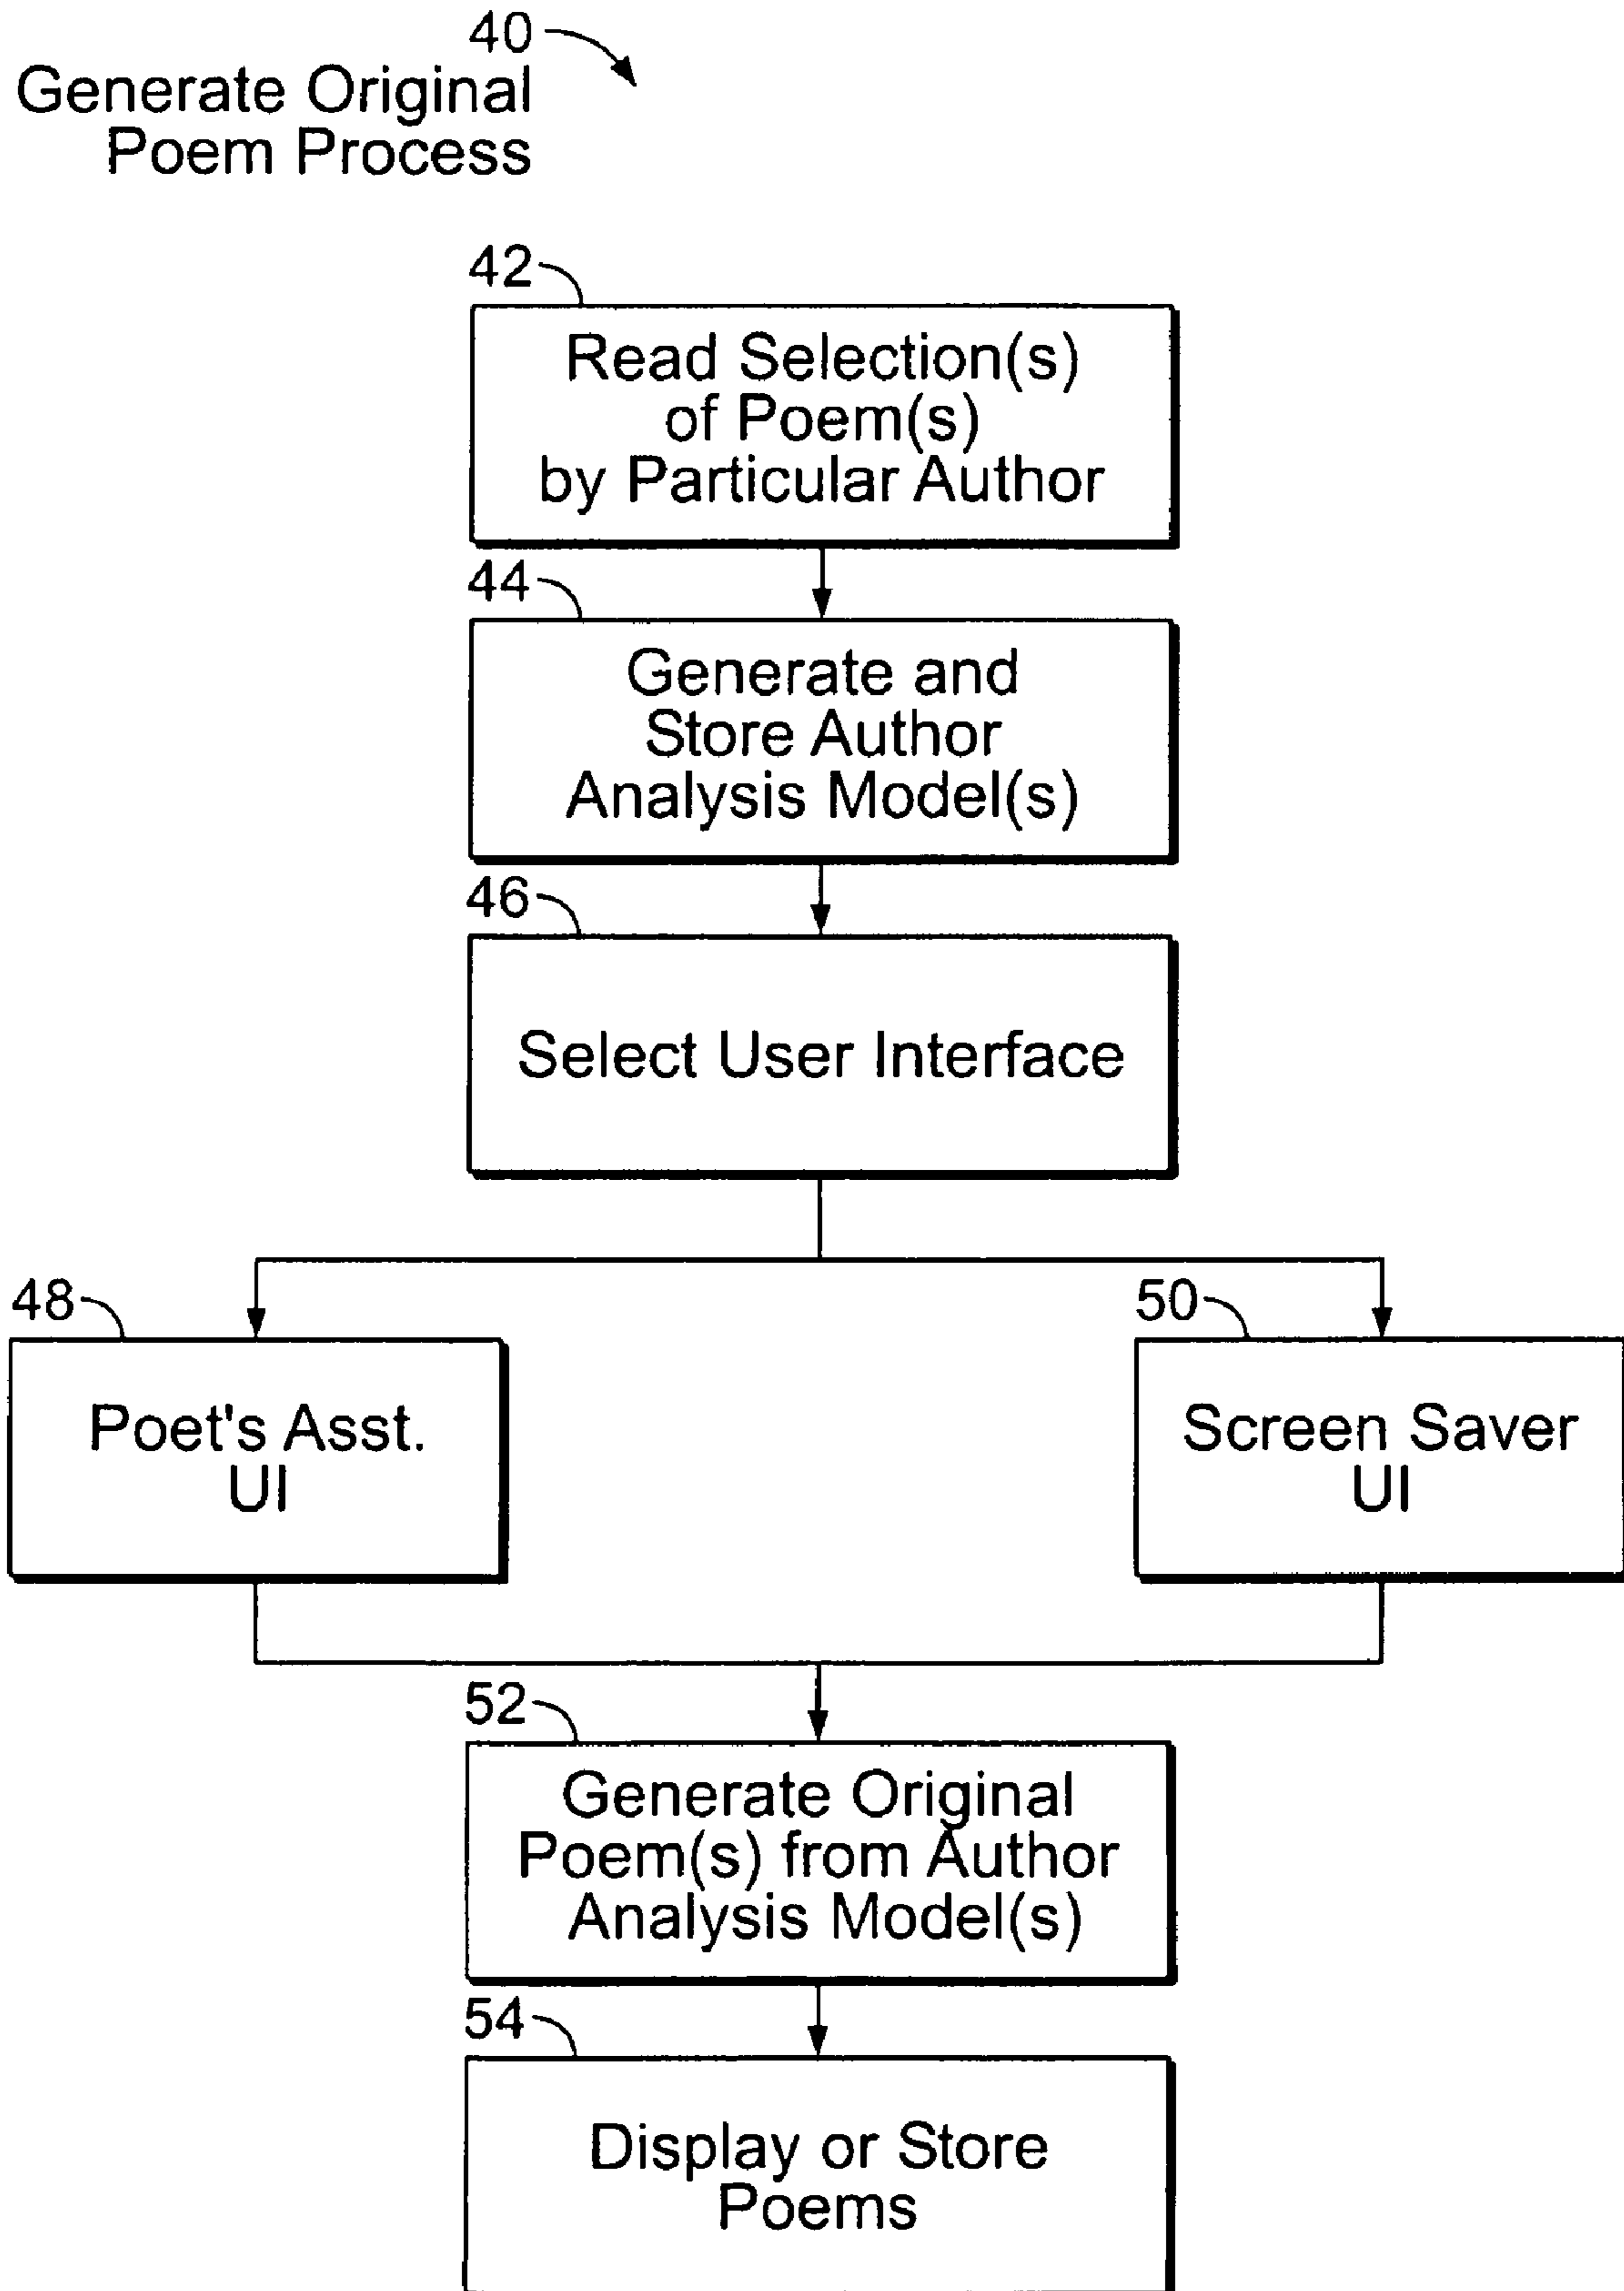 40
Generate Original
Poem Process
42
Read Selection(s)
of Poem(s)
by Particular Author
44
Generate and
Store Author
Analysis Model(s)
46
Select User Interface
48
Poet's Asst.
UI
50
Screen Saver
UI
52
Generate Original
Poem(s) from Author
Analysis Model(s)
54
Display or Store
Poems